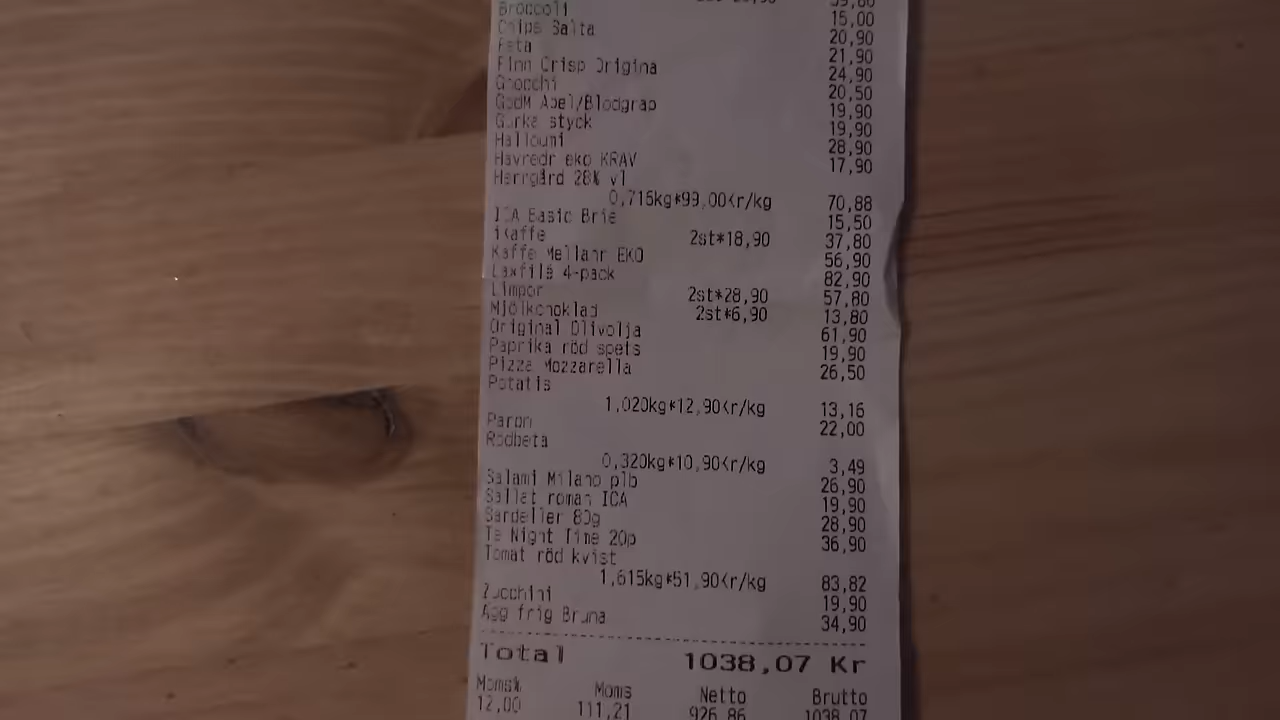 Broccoli 15,00
Chips Salta 20,90
Feta 21,90
Finn Crisp Origina 24,90
Gnocchi 20,50
GodM Apel/Blodgrap 19,90
Gurka styck 19,90
Halloumi 28,90
Havredr eko KRAV 17,90
Herrgård 28% vl
0,716kg*99,00kr/kg 70,88
ICA Basic Brie 15,50
iKaffe 2st*18,90 37,80
Kaffe Mellanr EKO 56,90
Laxfilé 4-pack 82,90
Limpor 2st*28,90 57,80
Mjölkchoklad 2st*6,90 13,80
Original Olivolja 61,90
Paprika röd spets 19,90
Pizza Mozzarella 26,50
Potatis
1,020kg*12,90kr/kg 13,16
Päron 22,00
Rödbeta
0,320kg*10,90kr/kg 3,49
Salami Milano plb 26,90
Sallat roman ICA 19,90
Sardeller 80g 28,90
Te Night Time 20p 36,90
Tomat röd kvist
1,615kg*51,90kr/kg 83,82
Zucchini 19,90
Ägg frig Bruna 34,90
Total 1038,07 Kr
Moms% Moms Netto Brutto
12,00 111,21 926,86 1038,07